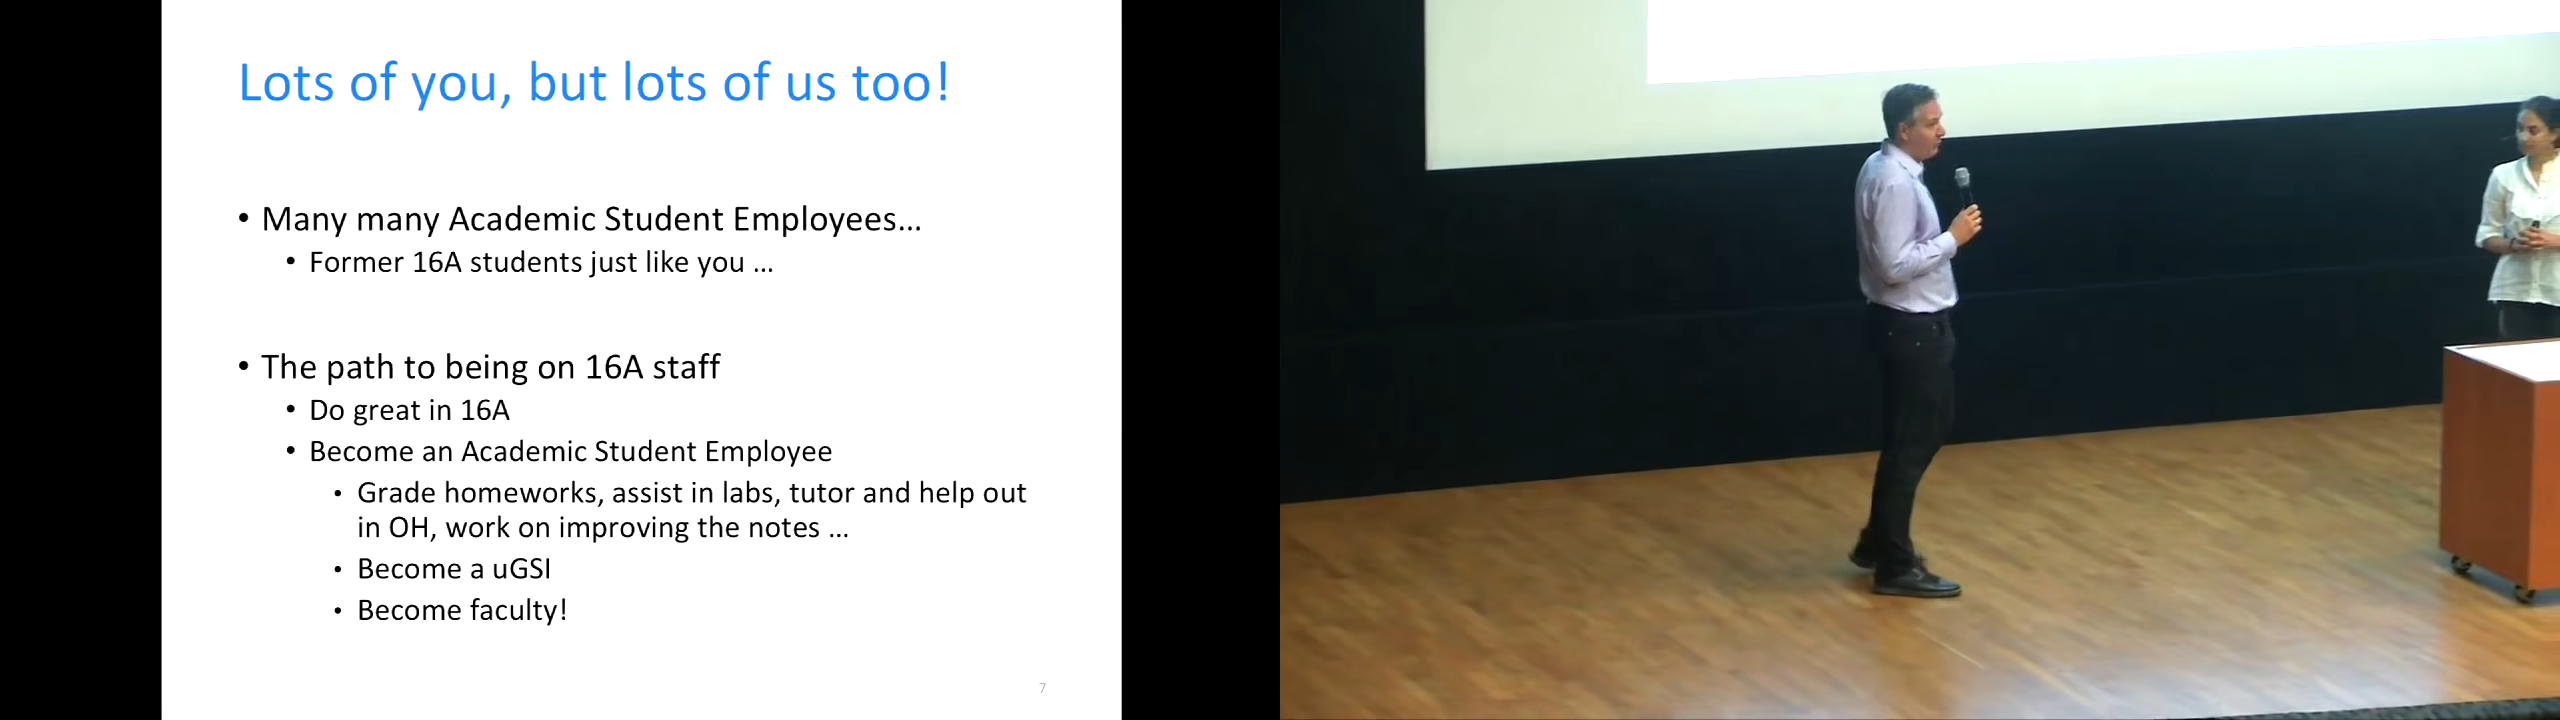 Lots of you, but lots of us too!
• Many many Academic Student Employees…
• Former 16A students just like you …
• The path to being on 16A staff
• Do great in 16A
• Become an Academic Student Employee
• Grade homeworks, assist in labs, tutor and help out
in OH, work on improving the notes …
• Become a uGSI
• Become faculty!
7